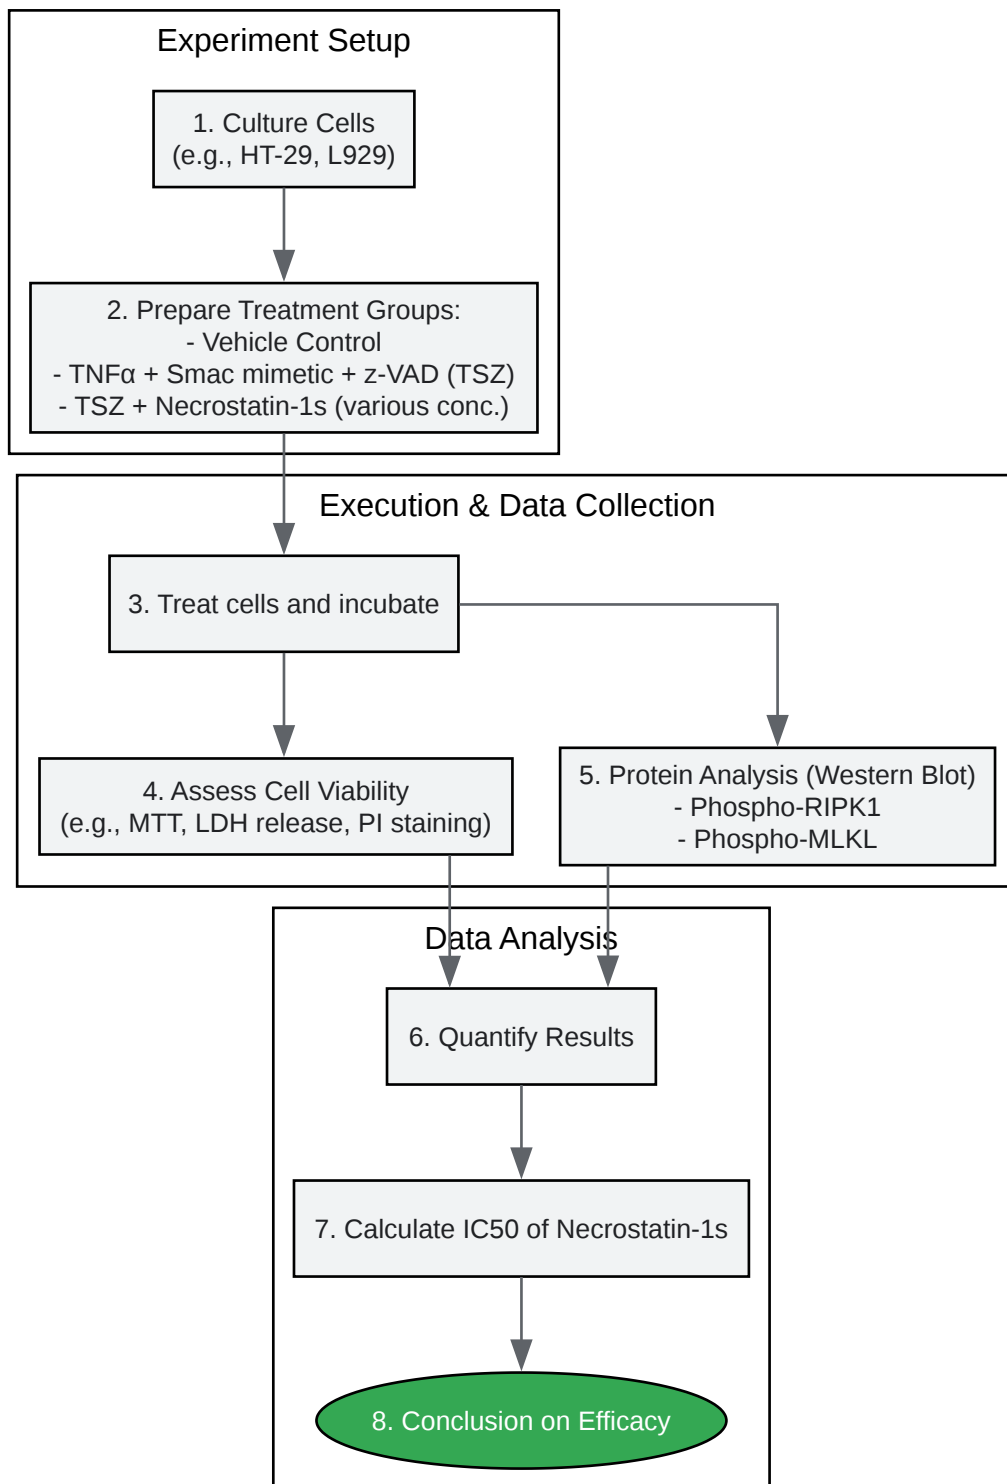 Experiment Setup
1. Culture Cells
(e.g., HT-29, L929)
2. Prepare Treatment Groups:
- Vehicle Control
- TNFα + Smac mimetic + z-VAD (TSZ)
- TSZ + Necrostatin-1s (various conc.)
Execution & Data Collection
3. Treat cells and incubate
4. Assess Cell Viability
(e.g., MTT, LDH release, PI staining)
5. Protein Analysis (Western Blot)
- Phospho-RIPK1
- Phospho-MLKL
Data Analysis
6. Quantify Results
7. Calculate IC50 of Necrostatin-1s
8. Conclusion on Efficacy